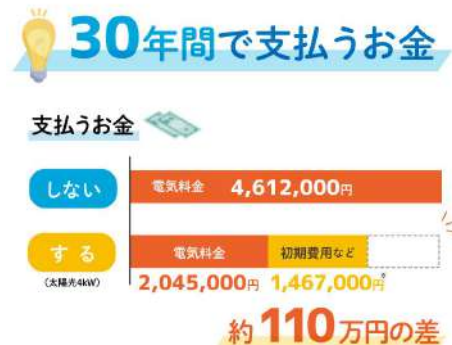 30年間で支払うお金
支払うお金
しない 電気料金 4,612,000円
する 電気料金 初期費用など
(太陽光4kW) 2,045,000円 1,467,000円
約110万円の差